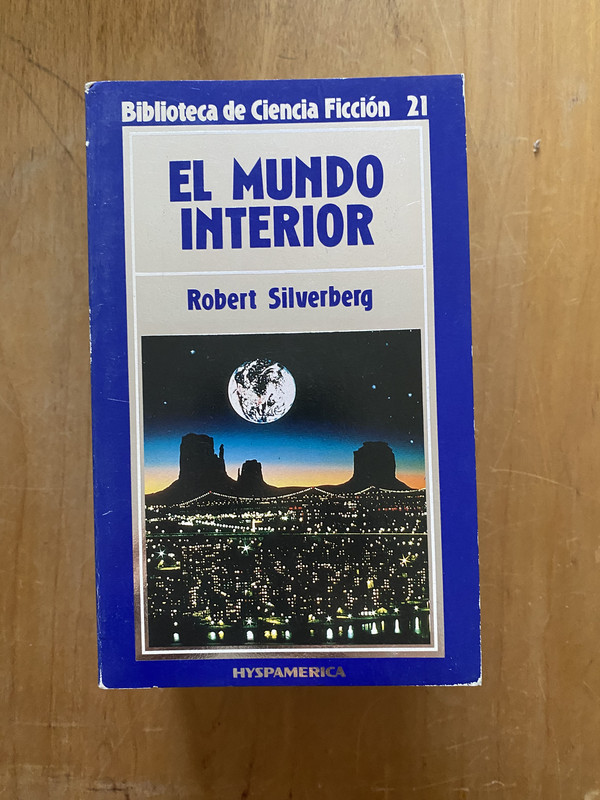 Biblioteca de Ciencia Ficción 21
EL MUNDO
INTERIOR
Robert Silverberg
HYSPAMERICA